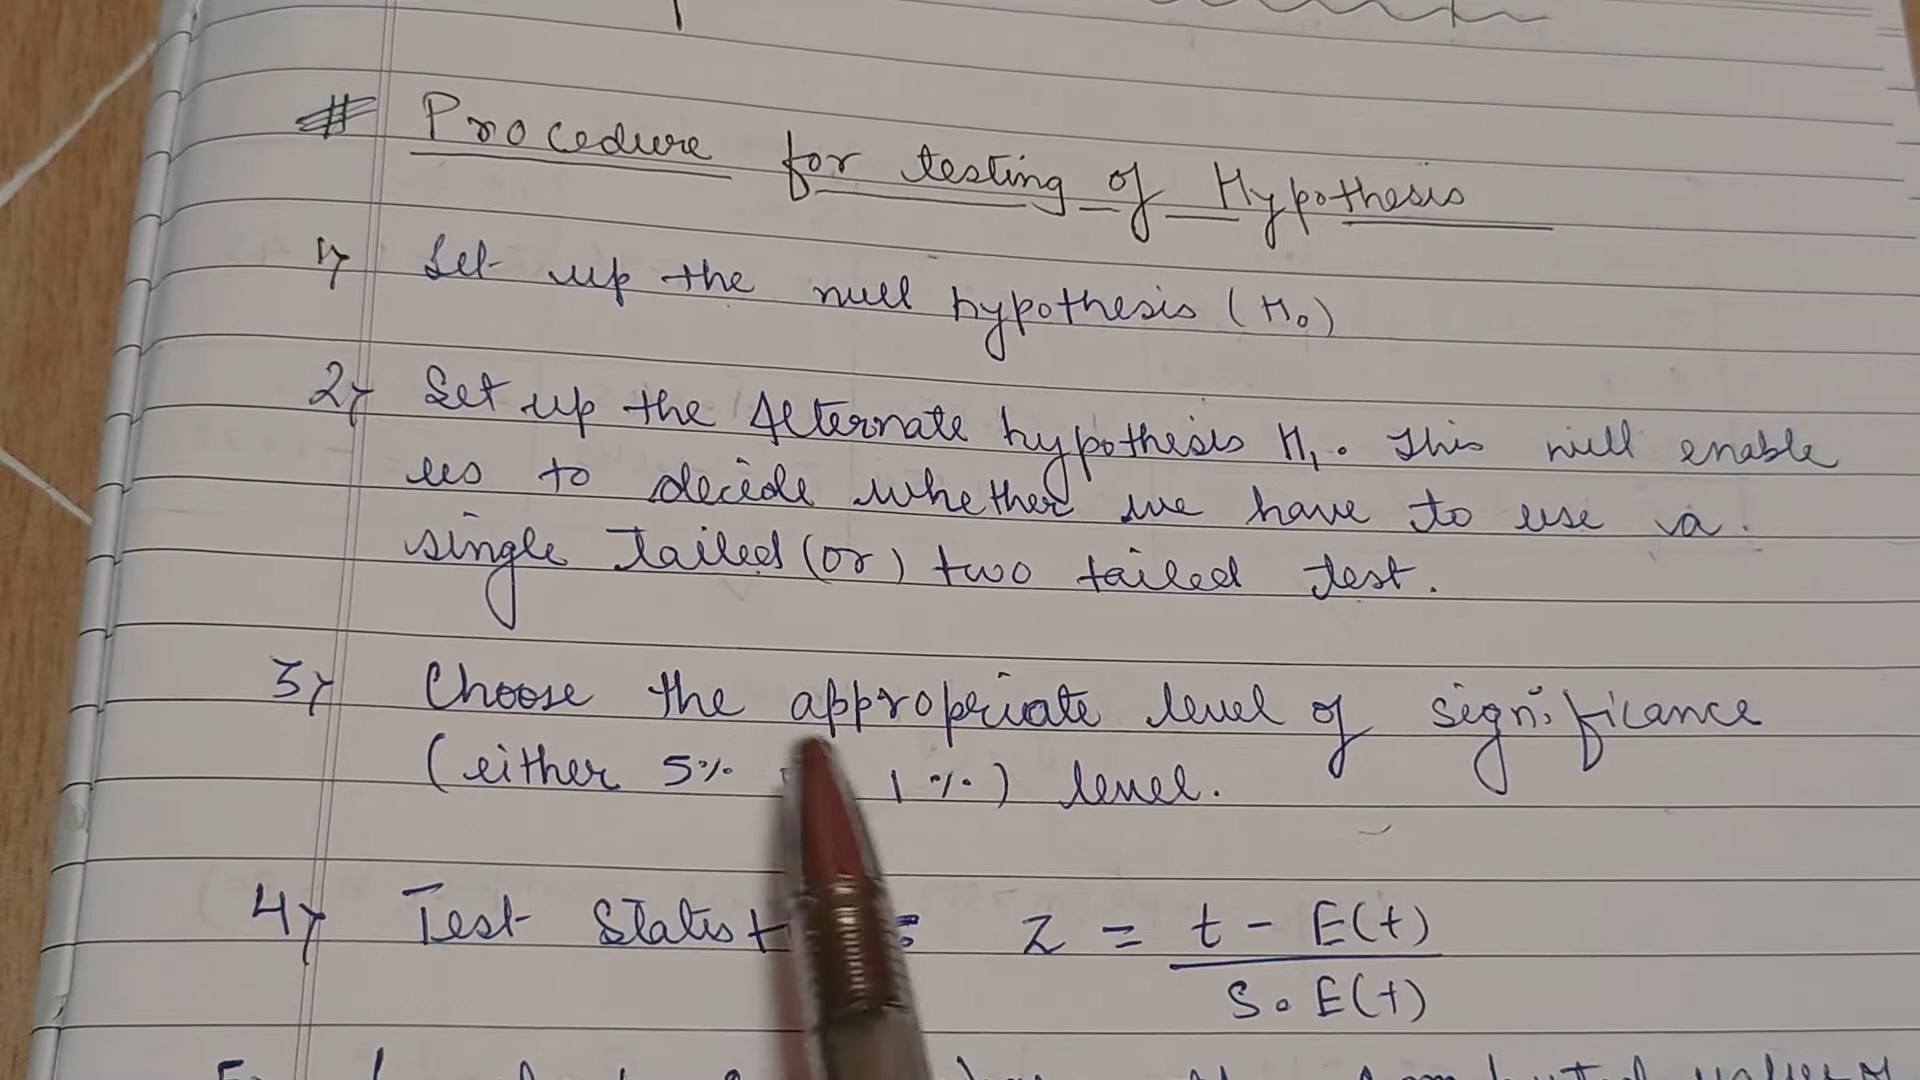 # Procedure for testing of Hypothesis
1) Set up the null hypothesis (H₀)
2) Set up the Alternate hypothesis H₁. This will enable
us to decide whether we have to use a
single tailed (or) two tailed test.
3) Choose the appropriate level of significance
(either 5% 1%) level.
4) Test Z = t - E(t)
S.E(t)